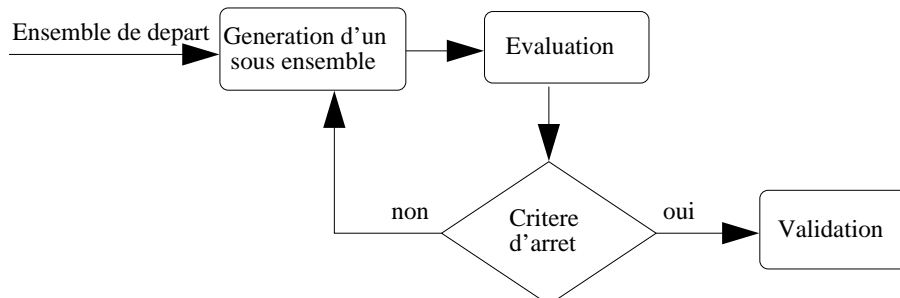 Ensemble de depart
Generation d’un
sous ensemble
Evaluation
non
Critere
d’arret
oui
Validation